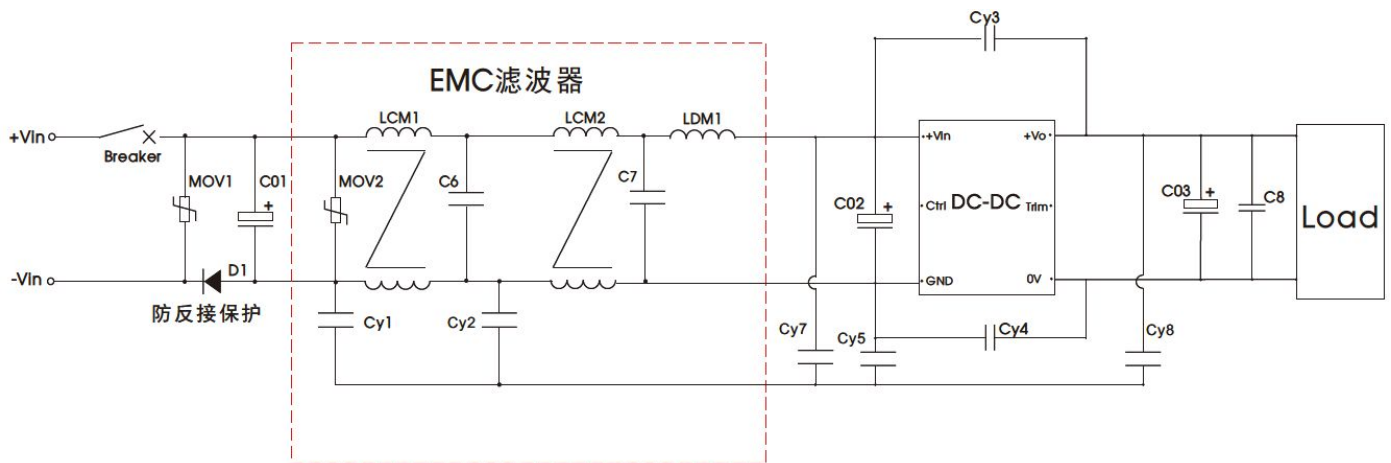 Cy3
EMC滤波器
LCM1
LCM2
LDM1
+VIn
Breaker
+VIn
+Vo
MOV1
C01
+
MOV2
C6
C7
C02
+
Ctrl
DC-DC
Trim
C03
+
C8
Load
-VIn
D1
GND
0V
防反接保护
Cy1
Cy2
Cy7
Cy5
Cy4
Cy8